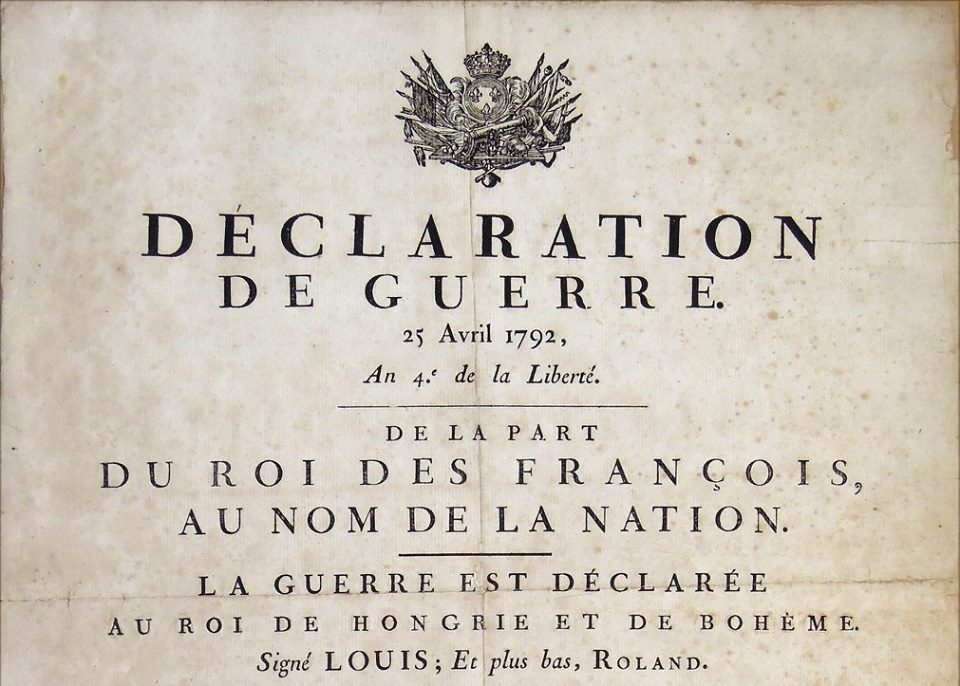 DÉCLARATION
DE GUERRE.
25 Avril 1792,
An 4.e de la Liberté.
DE LA PART
DU ROI DES FRANÇOIS,
AU NOM DE LA NATION.
LA GUERRE EST DÉCLARÉE
AU ROI DE HONGRIE ET DE BOHÈME.
Signé LOUIS; Et plus bas, ROLAND.